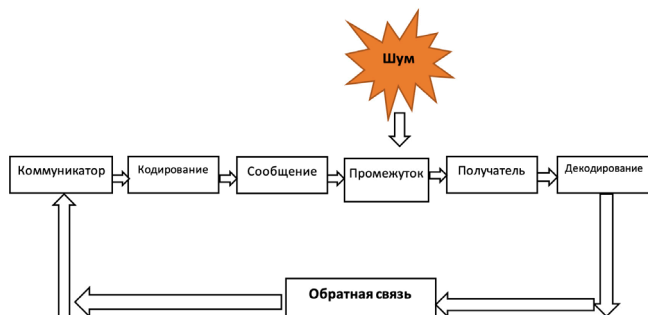 Шум
Коммуникатор
Кодирование
Сообщение
Промежуток
Получатель
Декодирование
Обратная связь